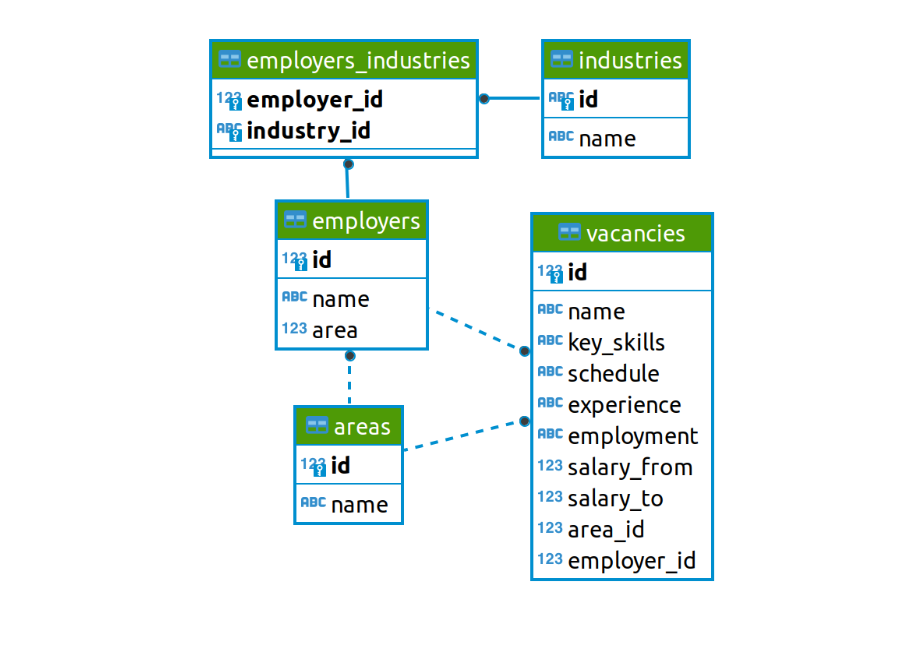 employers_industries
123 employer_id
ABC industry_id
industries
ABC id
ABC name
employers
123 id
ABC name
123 area
vacancies
123 id
ABC name
ABC key_skills
ABC schedule
ABC experience
ABC employment
123 salary_from
123 salary_to
123 area_id
123 employer_id
areas
123 id
ABC name